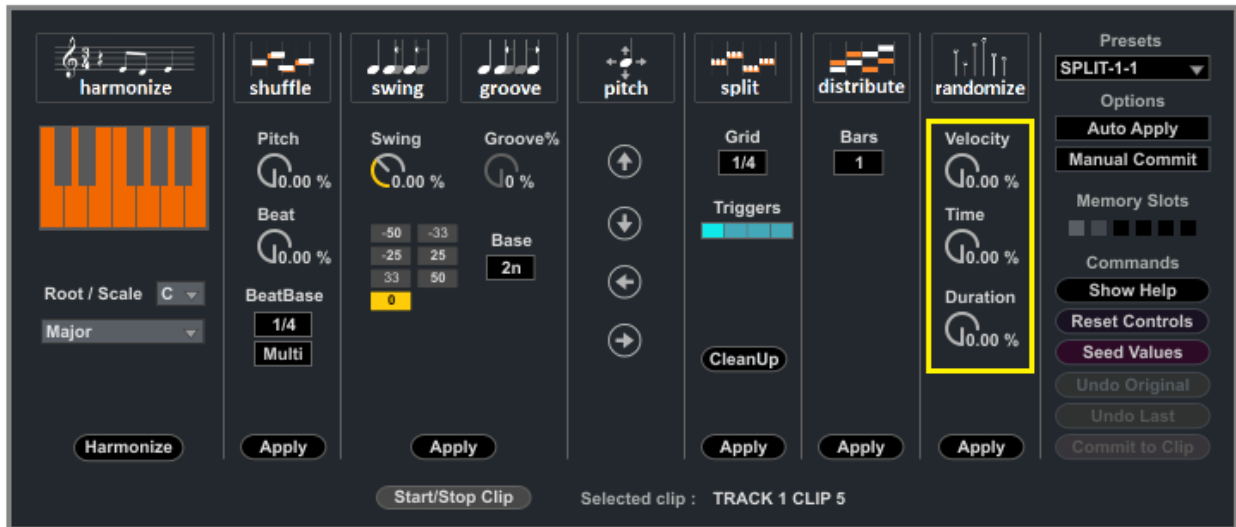 harmonize
shuffle
swing
groove
pitch
split
distribute
randomize
Root / Scale C
Major
Harmonize
Pitch
0.00 %
Beat
0.00 %
BeatBase
1/4
Multi
Apply
Swing
0.00 %
-50 -33
-25 25
33 50
0
Groove%
0 %
Base
2n
Apply
Grid
1/4
Triggers
CleanUp
Apply
Bars
1
Apply
Velocity
0.00 %
Time
0.00 %
Duration
0.00 %
Apply
Presets
SPLIT-1-1
Options
Auto Apply
Manual Commit
Memory Slots
Commands
Show Help
Reset Controls
Seed Values
Undo Original
Undo Last
Commit to Clip
Start/Stop Clip
Selected clip : TRACK 1 CLIP 5